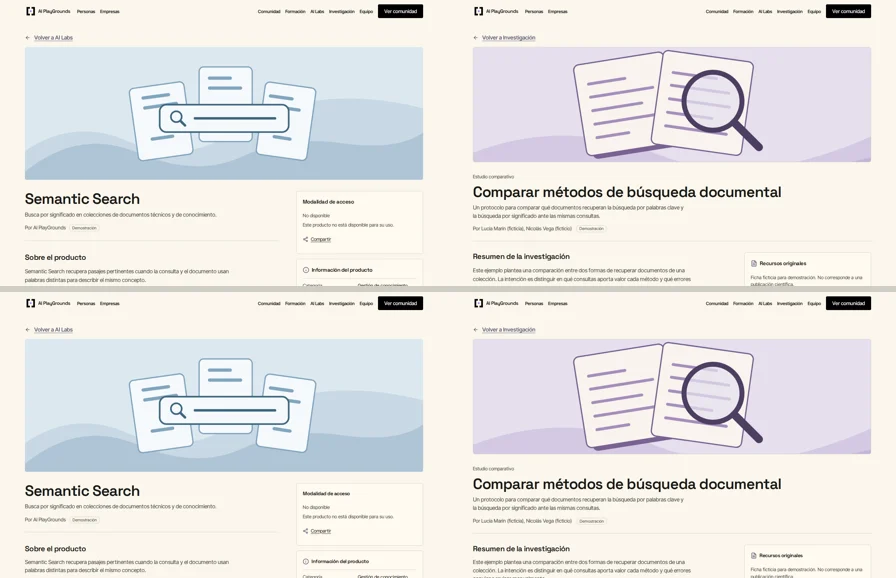 AI PlayGrounds Personas Empresas Comunidad Formación AI Labs Investigación Equipo Ver comunidad
← Volver a AI Labs
Semantic Search
Busca por significado en colecciones de documentos técnicos y de conocimiento.
Por AI PlayGrounds Demostración
Sobre el producto
Semantic Search recupera pasajes pertinentes cuando la consulta y el documento usan
palabras distintas para describir el mismo concepto.
Modalidad de acceso
No disponible
Este producto no está disponible para su uso.
Compartir
Información del producto
Categoría Gestión de conocimiento
AI PlayGrounds Personas Empresas Comunidad Formación AI Labs Investigación Equipo Ver comunidad
← Volver a Investigación
Estudio comparativo
Comparar métodos de búsqueda documental
Un protocolo para comparar qué documentos recuperan la búsqueda por palabras clave y
la búsqueda por significado ante las mismas consultas.
Por Lucía Marín (ficticia), Nicolás Vega (ficticio) Demostración
Resumen de la investigación
Este ejemplo plantea una comparación entre dos formas de recuperar documentos de una
colección. La intención es distinguir en qué consultas aporta valor cada método y qué errores
Recursos originales
Ficha ficticia para demostración. No corresponde a una
publicación científica.
AI PlayGrounds Personas Empresas Comunidad Formación AI Labs Investigación Equipo Ver comunidad
← Volver a AI Labs
Semantic Search
Busca por significado en colecciones de documentos técnicos y de conocimiento.
Por AI PlayGrounds Demostración
Sobre el producto
Semantic Search recupera pasajes pertinentes cuando la consulta y el documento usan
palabras distintas para describir el mismo concepto.
Modalidad de acceso
No disponible
Este producto no está disponible para su uso.
Compartir
Información del producto
Categoría Gestión de conocimiento
AI PlayGrounds Personas Empresas Comunidad Formación AI Labs Investigación Equipo Ver comunidad
← Volver a Investigación
Estudio comparativo
Comparar métodos de búsqueda documental
Un protocolo para comparar qué documentos recuperan la búsqueda por palabras clave y
la búsqueda por significado ante las mismas consultas.
Por Lucía Marín (ficticia), Nicolás Vega (ficticio) Demostración
Resumen de la investigación
Este ejemplo plantea una comparación entre dos formas de recuperar documentos de una
colección. La intención es distinguir en qué consultas aporta valor cada método y qué errores
Recursos originales
Ficha ficticia para demostración. No corresponde a una
publicación científica.